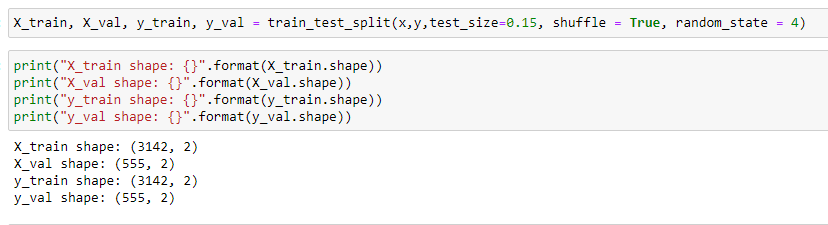 X_train, X_val, y_train, y_val = train_test_split(x,y,test_size=0.15, shuffle = True, random_state = 4)
print("X_train shape: {}".format(X_train.shape))
print("X_val shape: {}".format(X_val.shape))
print("y_train shape: {}".format(y_train.shape))
print("y_val shape: {}".format(y_val.shape))
X_train shape: (3142, 2)
X_val shape: (555, 2)
y_train shape: (3142, 2)
y_val shape: (555, 2)